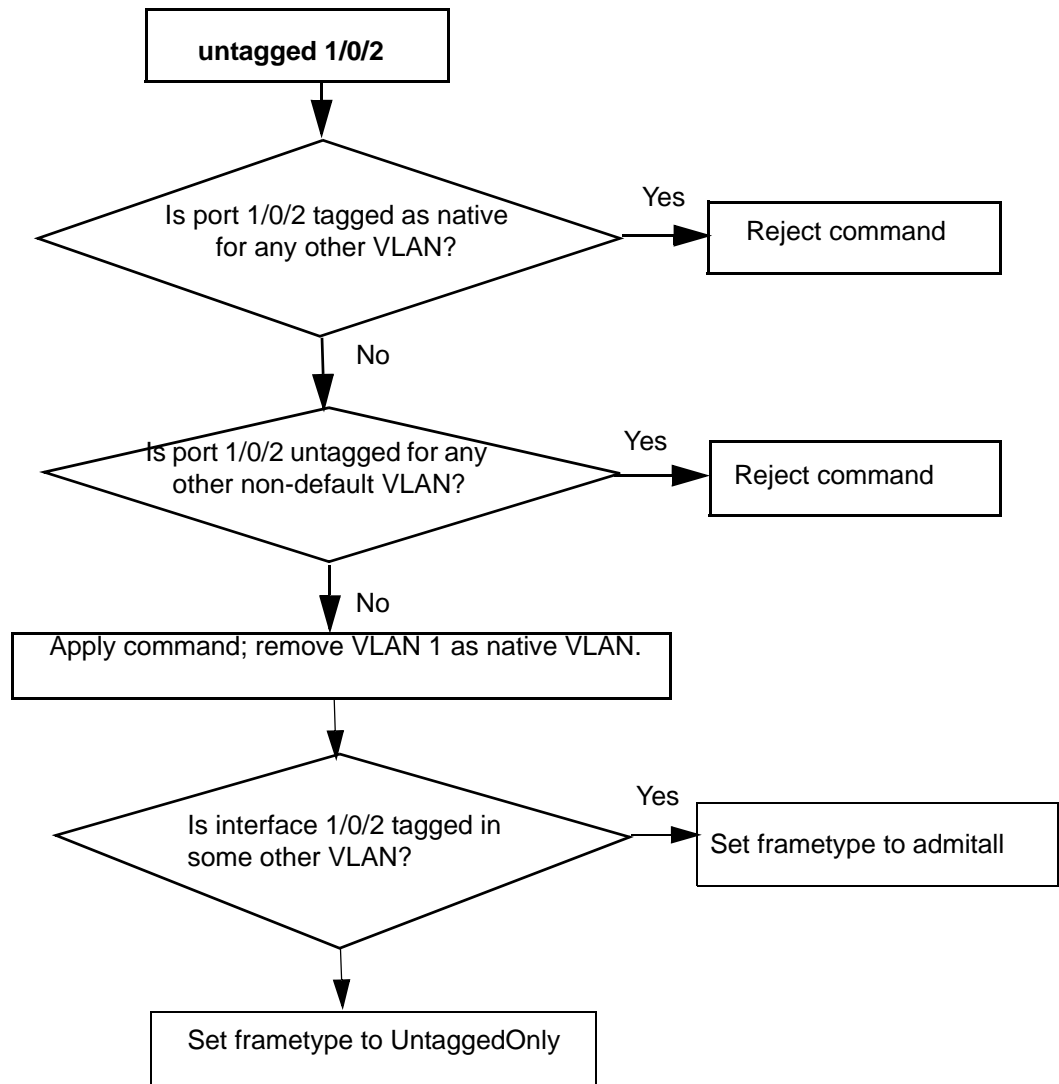 untagged 1/0/2
Is port 1/0/2 tagged as native
for any other VLAN?
Yes
Reject command
No
Is port 1/0/2 untagged for any
other non-default VLAN?
Yes
Reject command
No
Apply command; remove VLAN 1 as native VLAN.
Is interface 1/0/2 tagged in
some other VLAN?
Yes
Set frametype to admitall
Set frametype to UntaggedOnly